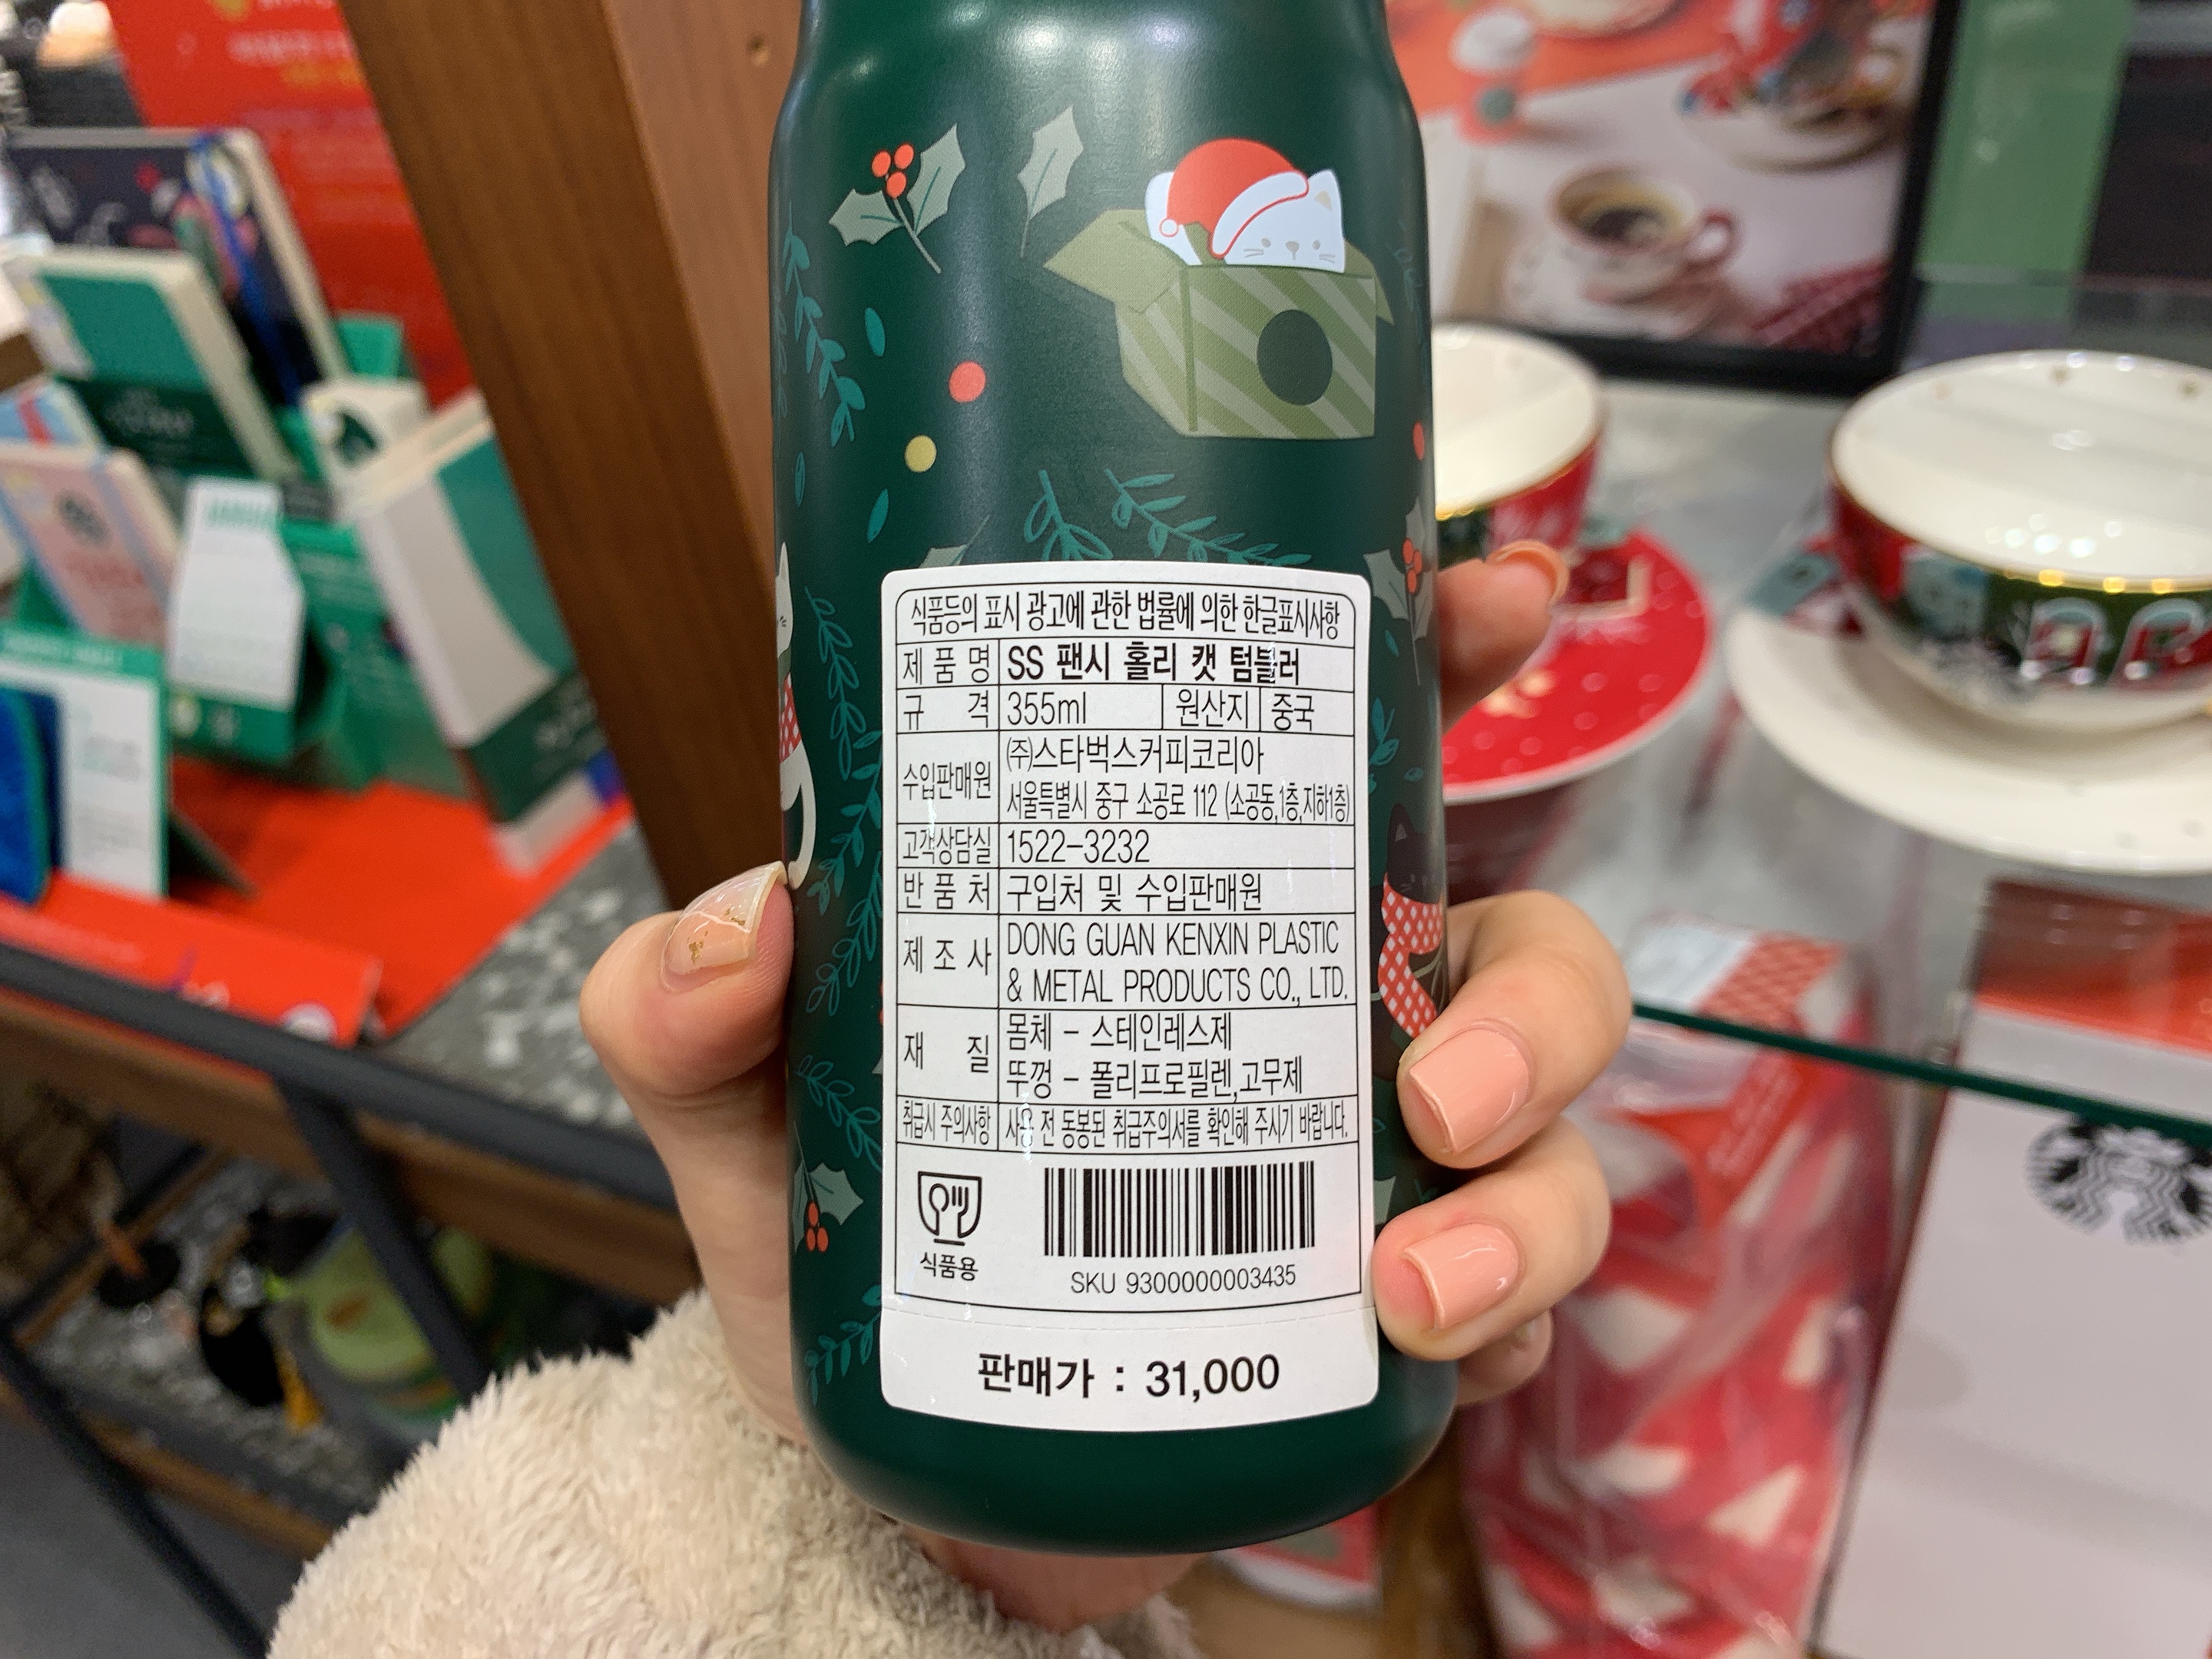 식품등의 표시 광고에 관한 법률에 의한 한글표시사항
제 품 명 SS 팬시 홀리 캣 텀블러
규 격 355ml 원산지 중국
수입판매원 ㈜스타벅스커피코리아
서울특별시 중구 소공로 112 (소공동,1층,지하1층)
고객상담실 1522-3232
반 품 처 구입처 및 수입판매원
제 조 사 DONG GUAN KENXIN PLASTIC
& METAL PRODUCTS CO., LTD.
재 질 몸체 - 스테인레스제
뚜껑 - 폴리프로필렌,고무제
취급시 주의사항 사용 전 동봉된 취급주의서를 확인해 주시기 바랍니다.
식품용
SKU 9300000003435
판매가 : 31,000